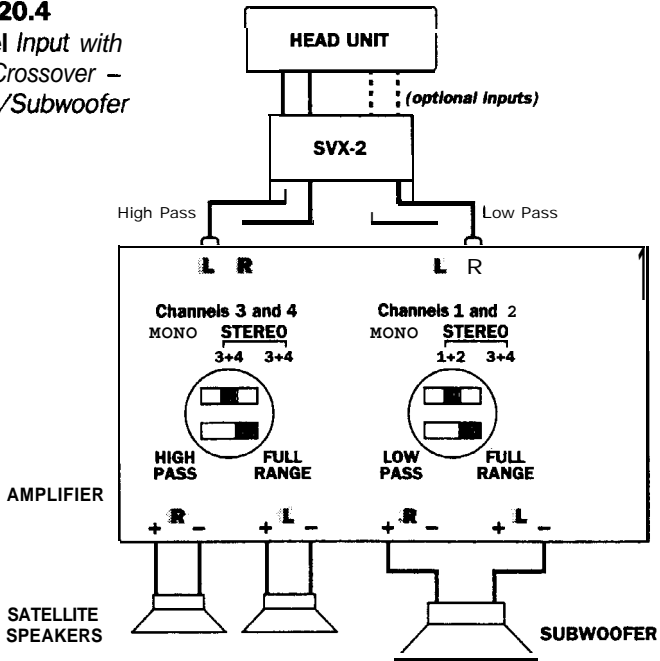 20.4
el Input with
Crossover –
/Subwoofer
HEAD UNIT
(optional inputs)
SVX-2
High Pass
Low Pass
L R
L R
Channels 3 and 4
Channels 1 and 2
MONO STEREO
MONO STEREO
3+4 3+4
1+2 3+4
HIGH PASS
FULL RANGE
LOW PASS
FULL RANGE
AMPLIFIER
+ R –
+ L –
+ R –
+ L –
SATELLITE
SPEAKERS
SUBWOOFER